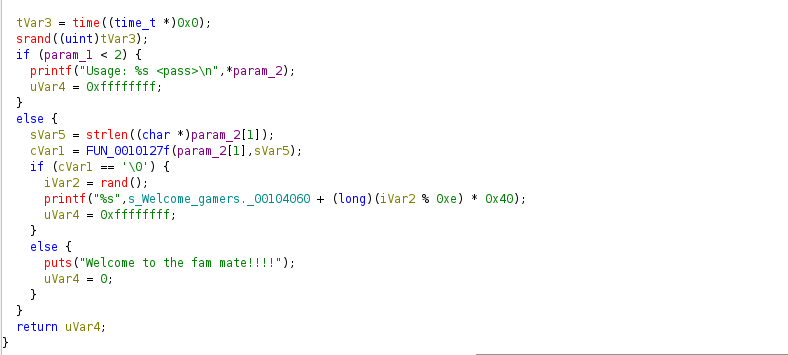 tVar3 = time((time_t *)0x0);
srand((uint)tVar3);
if (param_1 < 2) {
printf("Usage: %s <pass>\n",*param_2);
uVar4 = 0xffffffff;
}
else {
sVar5 = strlen((char *)param_2[1]);
cVar1 = FUN_0010127f(param_2[1],sVar5);
if (cVar1 == '\0') {
iVar2 = rand();
printf("%s",s_Welcome_gamers._00104060 + (long)(iVar2 % 0xe) * 0x40);
uVar4 = 0xffffffff;
}
else {
puts("Welcome to the fam mate!!!!");
uVar4 = 0;
}
}
return uVar4;
}